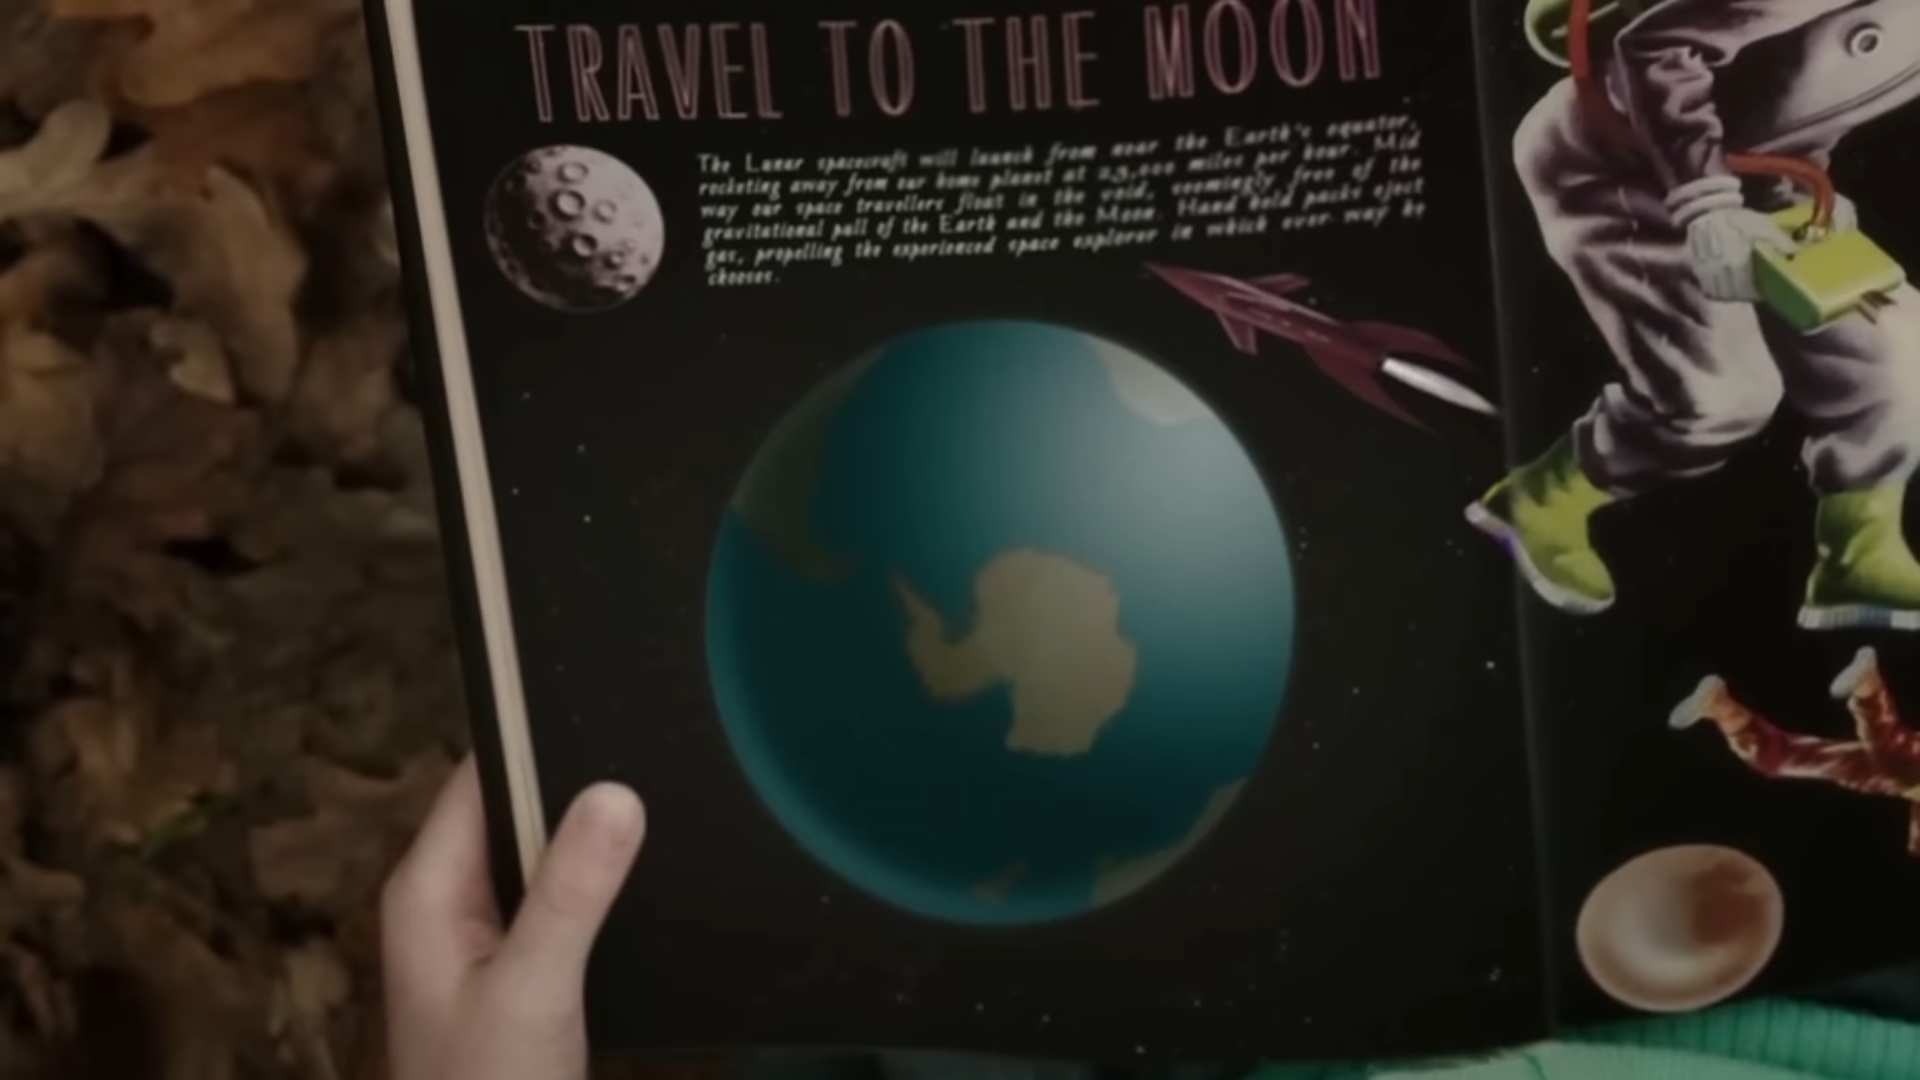 TRAVEL TO THE MOON
The Lunar spacecraft will launch from near the Earth's equator,
rocketing away from our home planet at 25,000 miles per hour. Mid
way our space travellers float in the void, seemingly free of the
gravitational pull of the Earth and the Moon. Hand held packs eject
gas, propelling the experienced space explorer in which ever way he
chooses.